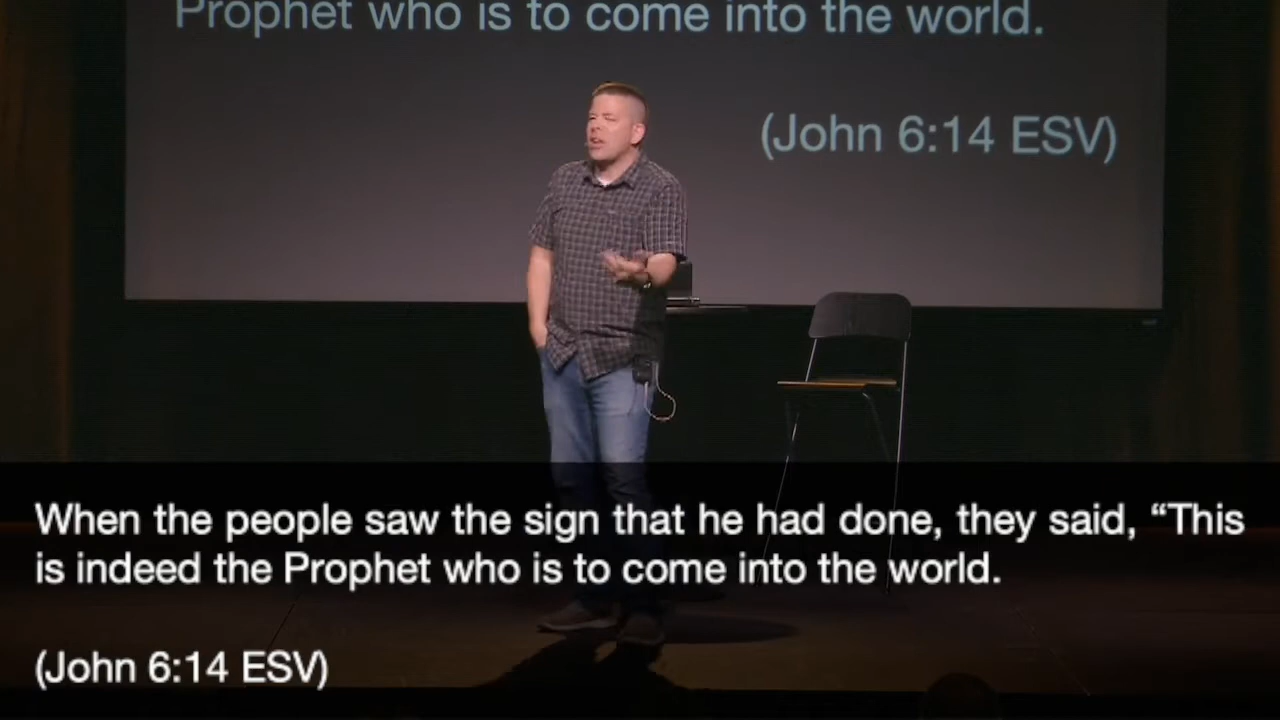 Prophet who is to come into the world.
(John 6:14 ESV)
When the people saw the sign that he had done, they said, “This
is indeed the Prophet who is to come into the world.
(John 6:14 ESV)